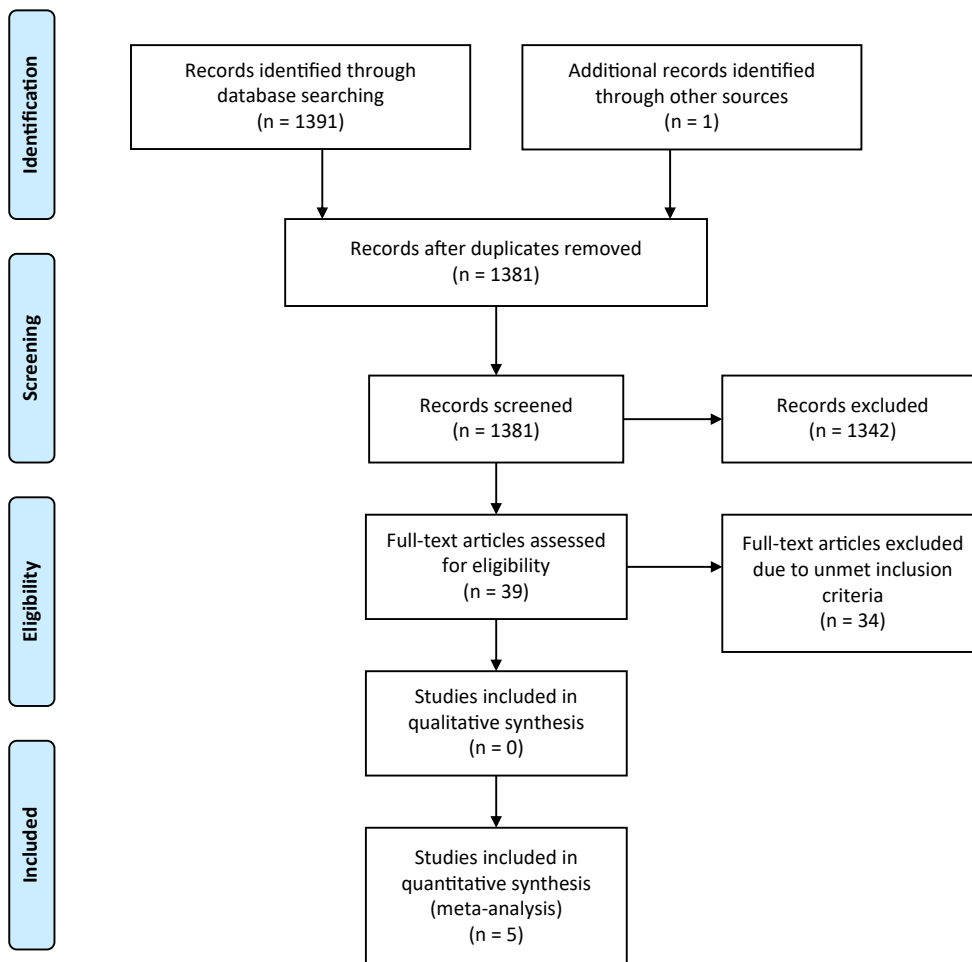 Identification
Records identified through
database searching
(n = 1391)
Additional records identified
through other sources
(n = 1)
Records after duplicates removed
(n = 1381)
Screening
Records screened
(n = 1381)
Records excluded
(n = 1342)
Eligibility
Full-text articles assessed
for eligibility
(n = 39)
Full-text articles excluded
due to unmet inclusion
criteria
(n = 34)
Studies included in
qualitative synthesis
(n = 0)
Included
Studies included in
quantitative synthesis
(meta-analysis)
(n = 5)